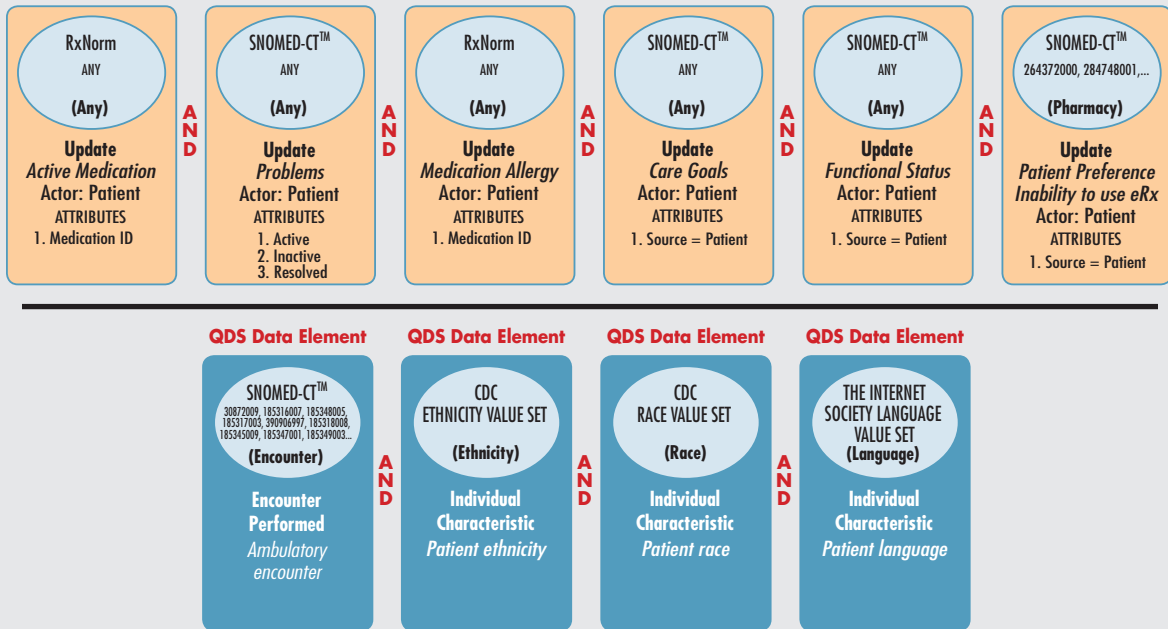 RxNorm
ANY
(Any)
Update
Active Medication
Actor: Patient
ATTRIBUTES
1. Medication ID
AND
SNOMED-CT™
ANY
(Any)
Update
Problems
Actor: Patient
ATTRIBUTES
1. Active
2. Inactive
3. Resolved
AND
RxNorm
ANY
(Any)
Update
Medication Allergy
Actor: Patient
ATTRIBUTES
1. Medication ID
AND
SNOMED-CT™
ANY
(Any)
Update
Care Goals
Actor: Patient
ATTRIBUTES
1. Source = Patient
AND
SNOMED-CT™
ANY
(Any)
Update
Functional Status
Actor: Patient
ATTRIBUTES
1. Source = Patient
AND
SNOMED-CT™
264372000, 284748001,...
(Pharmacy)
Update
Patient Preference
Inability to use eRx
Actor: Patient
ATTRIBUTES
1. Source = Patient
QDS Data Element
SNOMED-CT™
30872009, 185316007, 185348005,
185317003, 390906997, 185318008,
185345009, 185347001, 185349003...
(Encounter)
Encounter
Performed
Ambulatory
encounter
AND
QDS Data Element
CDC
ETHNICITY VALUE SET
(Ethnicity)
Individual
Characteristic
Patient ethnicity
AND
QDS Data Element
CDC
RACE VALUE SET
(Race)
Individual
Characteristic
Patient race
AND
QDS Data Element
THE INTERNET
SOCIETY LANGUAGE
VALUE SET
(Language)
Individual
Characteristic
Patient language